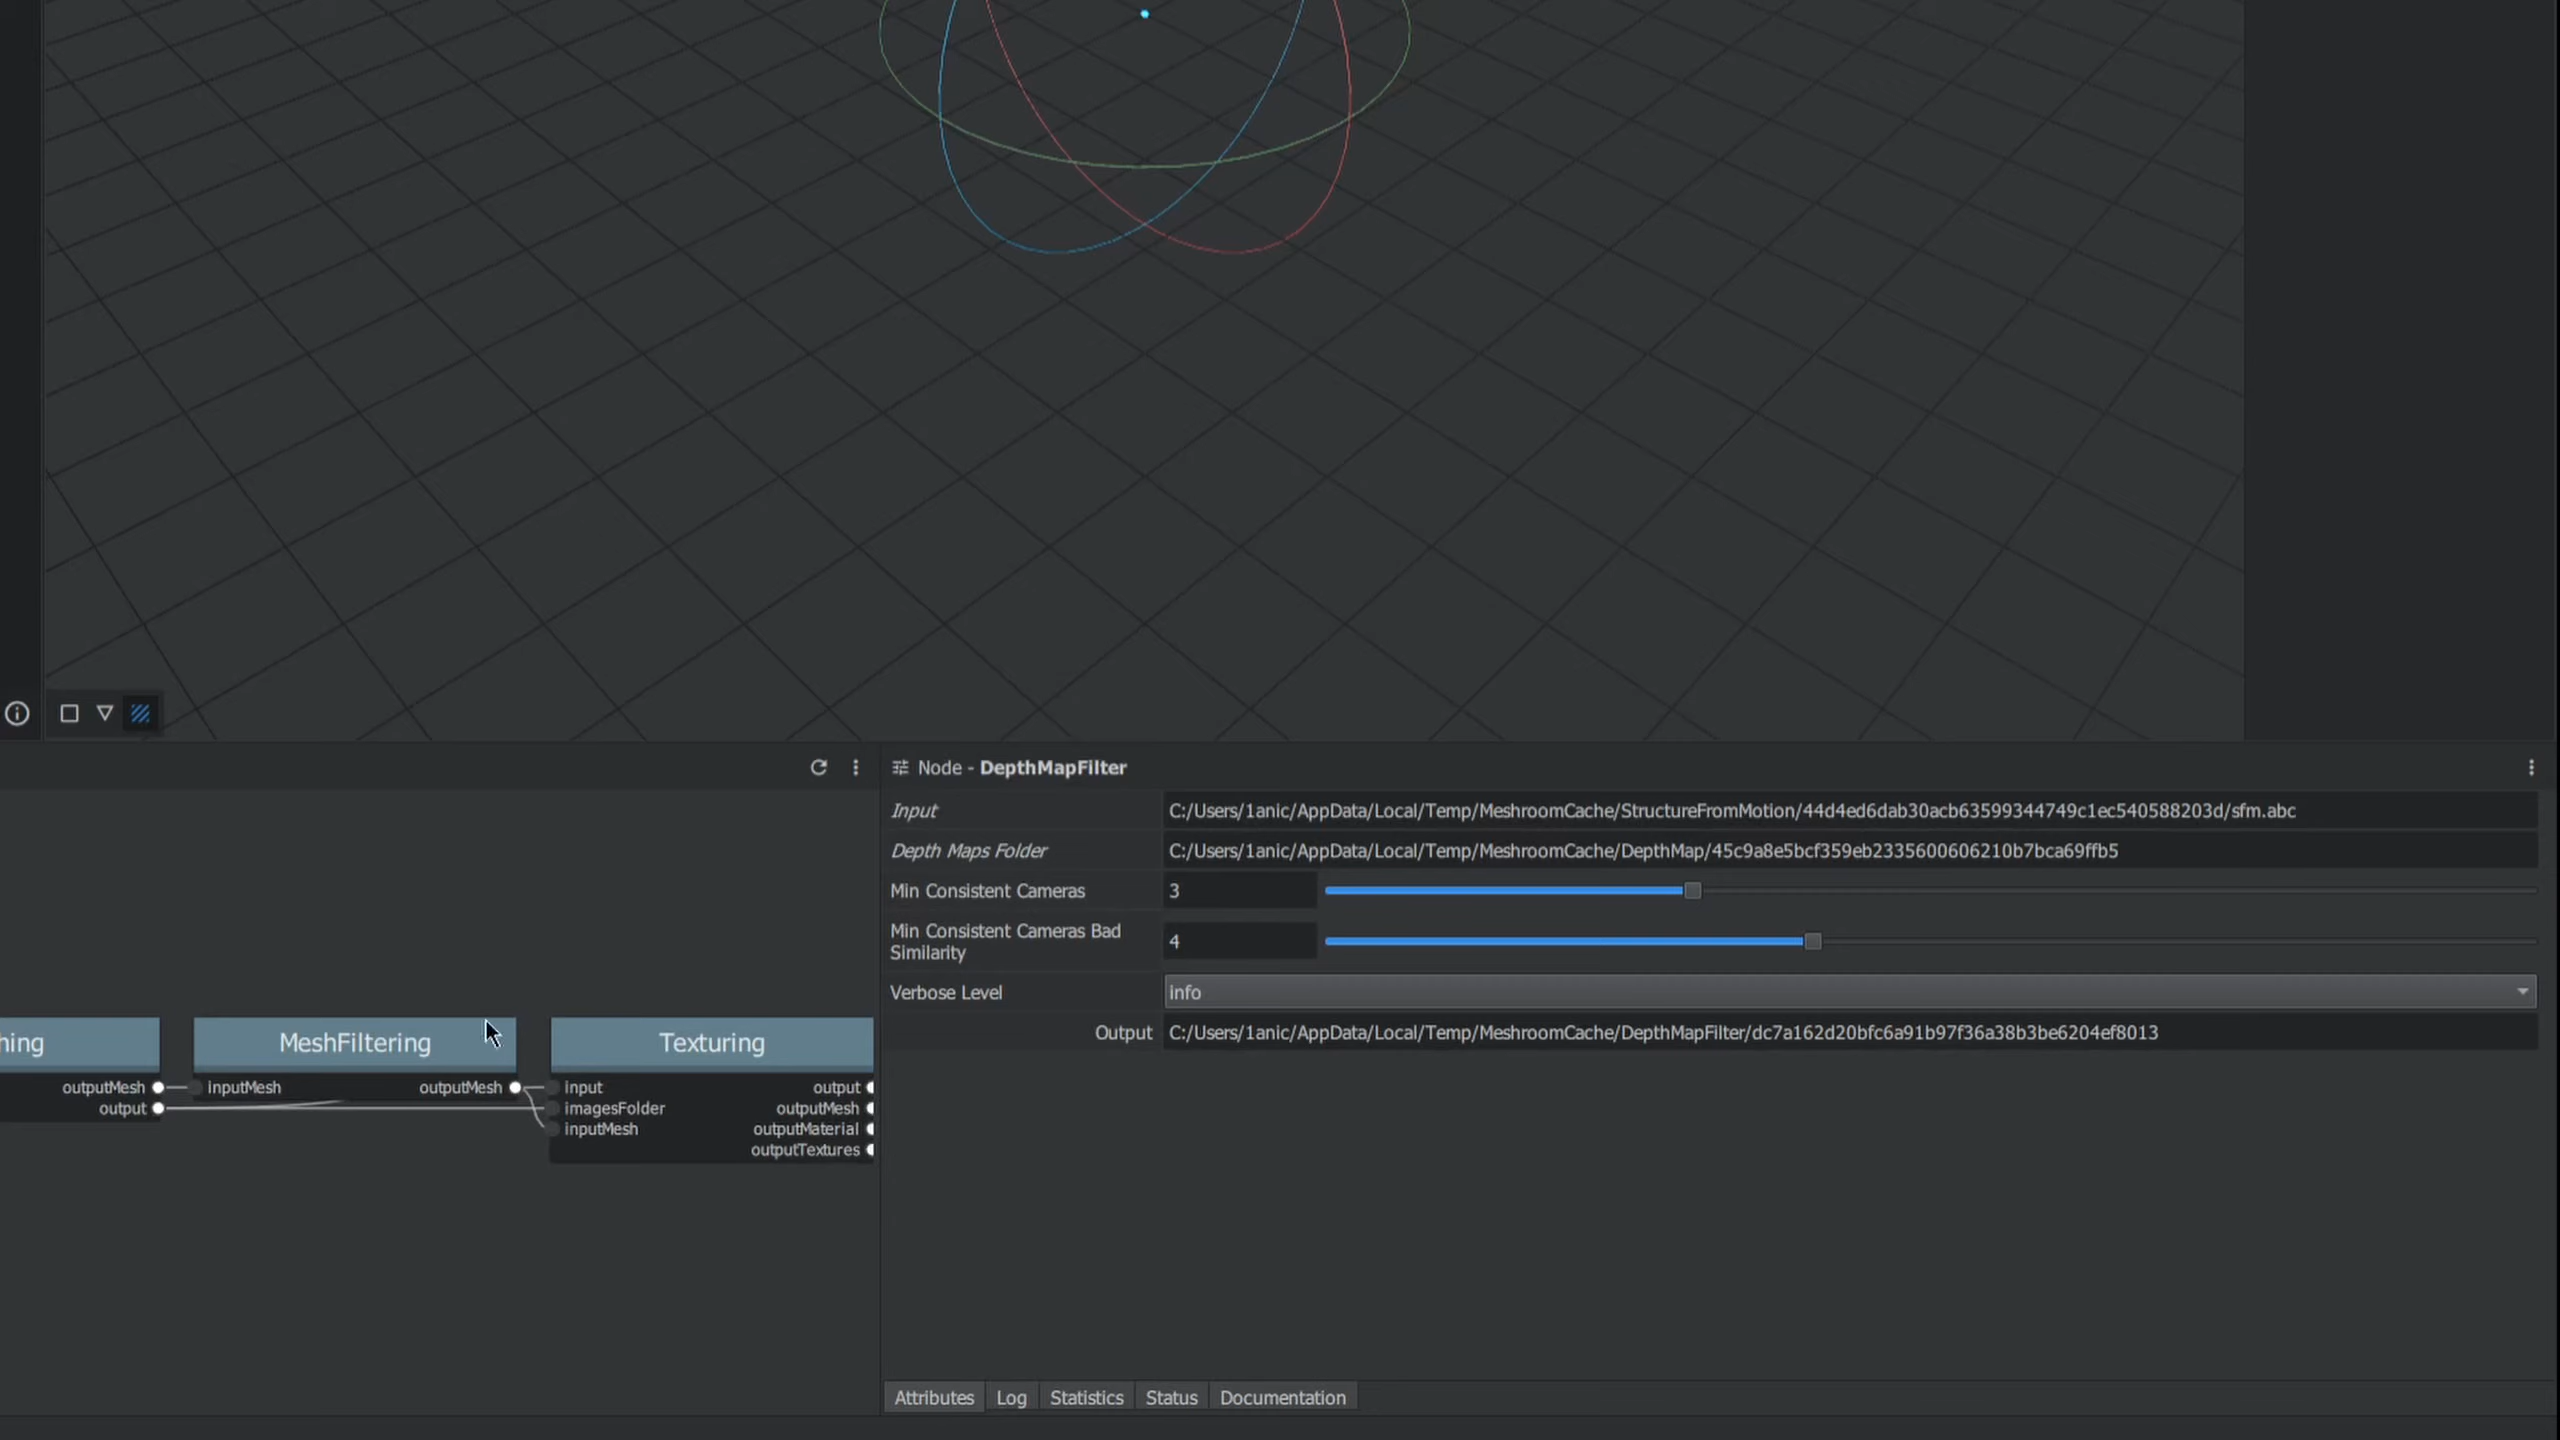 Node - DepthMapFilter
Input C:/Users/1anic/AppData/Local/Temp/MeshroomCache/StructureFromMotion/44d4ed6dab30acb63599344749c1ec540588203d/sfm.abc
Depth Maps Folder C:/Users/1anic/AppData/Local/Temp/MeshroomCache/DepthMap/45c9a8e5bcf359eb2335600606210b7bca69ffb5
Min Consistent Cameras 3
Min Consistent Cameras Bad
Similarity 4
Verbose Level info
Output C:/Users/1anic/AppData/Local/Temp/MeshroomCache/DepthMapFilter/dc7a162d20bfc6a91b97f36a38b3be6204ef8013
hing
outputMesh
output
MeshFiltering
inputMesh outputMesh
Texturing
input output
imagesFolder outputMesh
inputMesh outputMaterial
outputTextures
Attributes Log Statistics Status Documentation